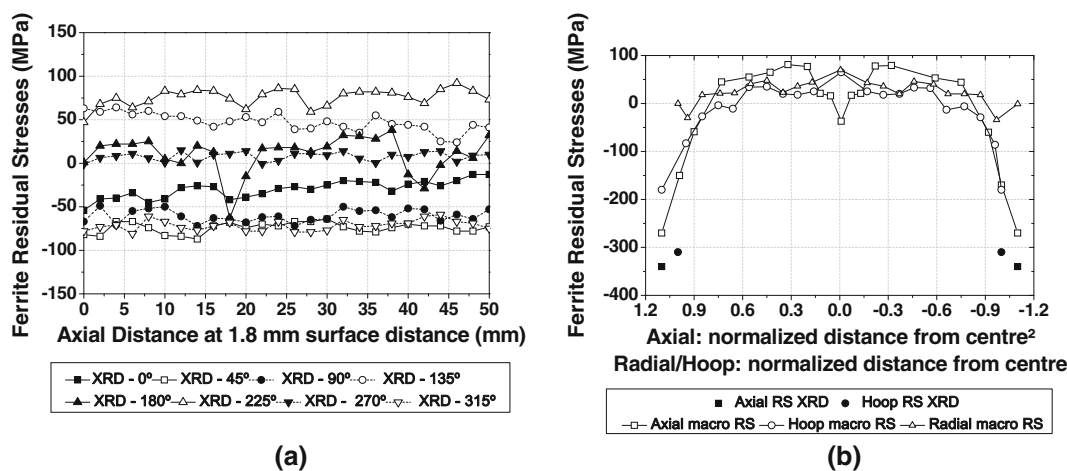 Ferrite Residual Stresses (MPa)
150
100
50
0
-50
-100
-150
0 5 10 15 20 25 30 35 40 45 50
Axial Distance at 1.8 mm surface distance (mm)
XRD - 0º XRD - 45º XRD - 90º XRD - 135º
XRD - 180º XRD - 225º XRD - 270º XRD - 315º
(a)
Ferrite Residual Stresses (MPa)
100
0
-100
-200
-300
-400
1.2 0.9 0.6 0.3 0.0 -0.3 -0.6 -0.9 -1.2
Axial: normalized distance from centre²
Radial/Hoop: normalized distance from centre
Axial RS XRD Hoop RS XRD
Axial macro RS Hoop macro RS Radial macro RS
(b)